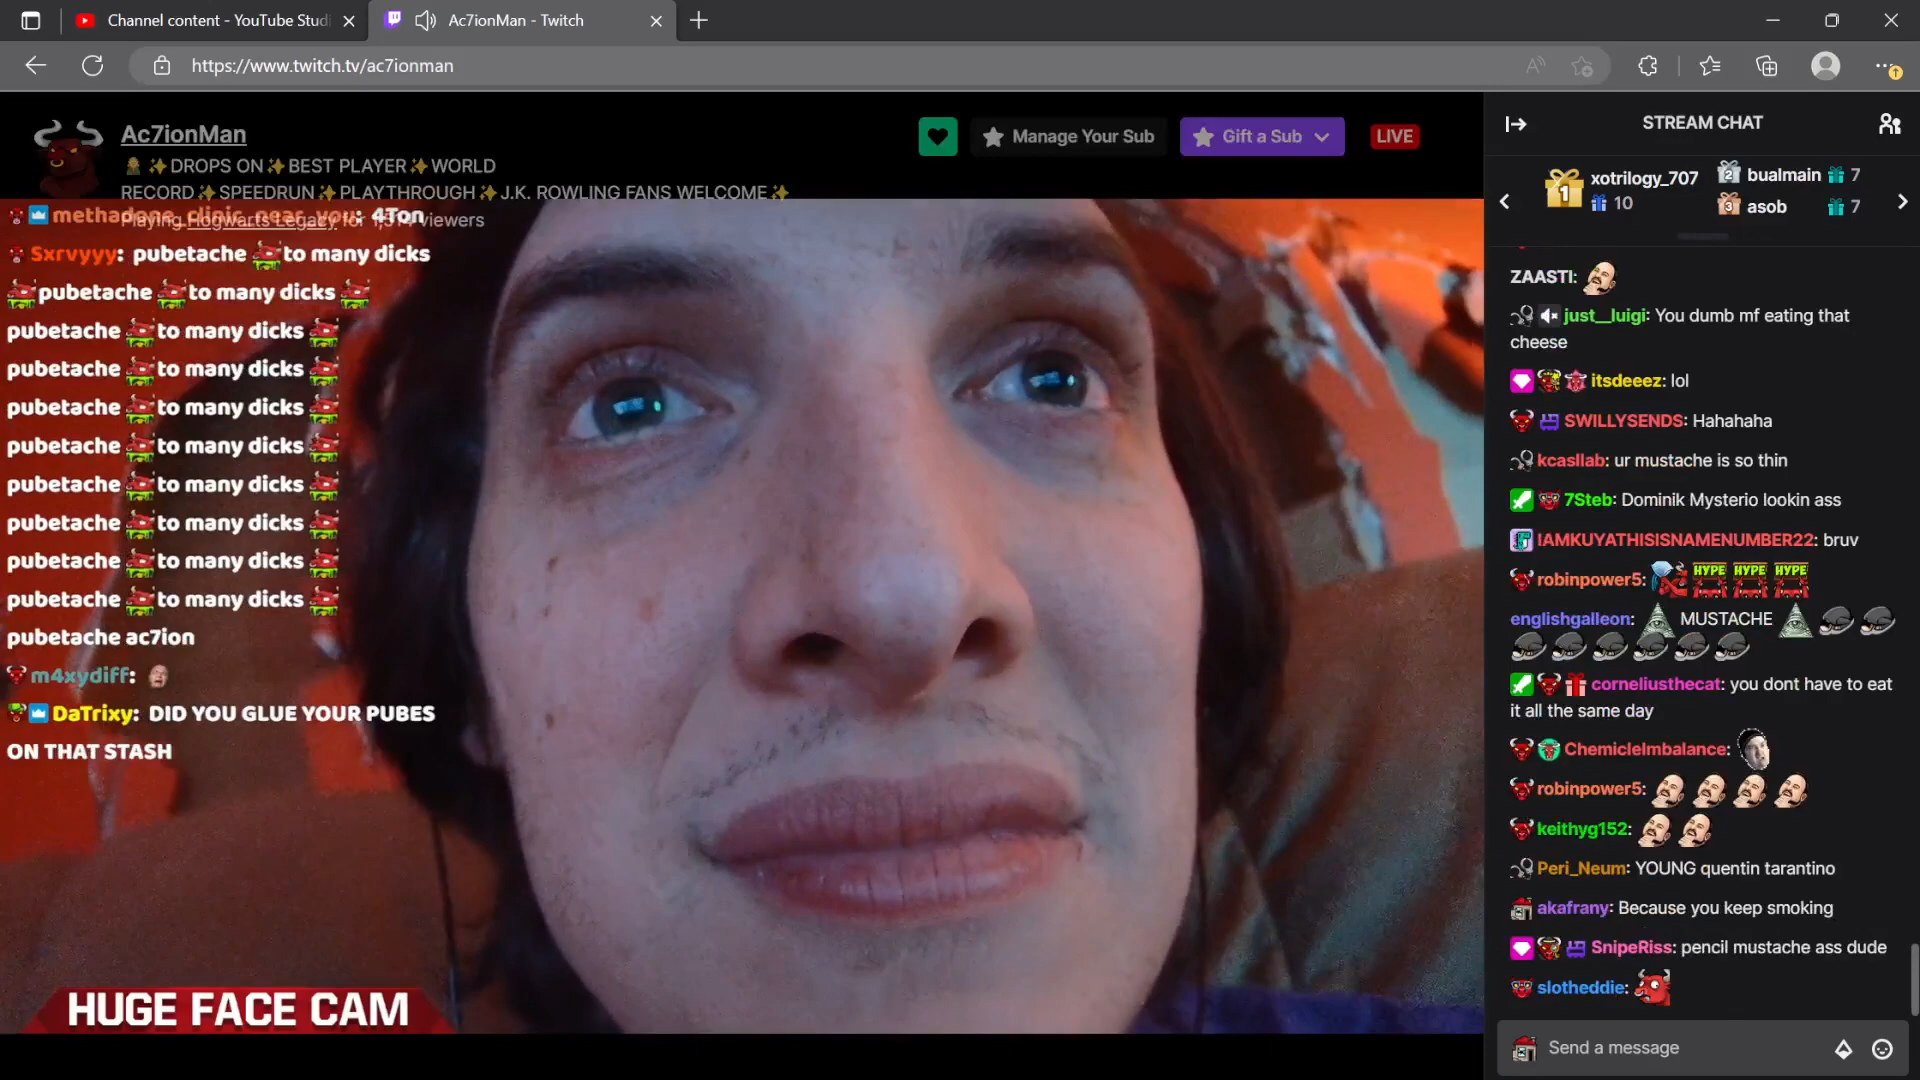 Channel content - YouTube Studi
Ac7ionMan - Twitch
https://www.twitch.tv/ac7ionman
Ac7ionMan
DROPS ON✨BEST PLAYER✨WORLD
RECORD✨SPEEDRUN✨PLAYTHROUGH✨J.K. ROWLING FANS WELCOME✨
Playing Hogwarts Legacy for viewers
Manage Your Sub
Gift a Sub
LIVE
4Ton
Sxrvyyy: pubetache to many dicks
pubetache to many dicks
pubetache to many dicks
pubetache to many dicks
pubetache to many dicks
pubetache to many dicks
pubetache to many dicks
pubetache to many dicks
pubetache to many dicks
pubetache to many dicks
pubetache ac7ion
m4xydiff:
DaTrixy: DID YOU GLUE YOUR PUBES
ON THAT STASH
HUGE FACE CAM
STREAM CHAT
1 xotrilogy_707
10
2 bualmain 7
3 asob 7
ZAASTI:
just__luigi: You dumb mf eating that
cheese
itsdeeez: lol
SWILLYSENDS: Hahahaha
kcasllab: ur mustache is so thin
7Steb: Dominik Mysterio lookin ass
IAMKUYATHISISNAMENUMBER22: bruv
robinpower5: HYPE HYPE HYPE
englishgalleon: MUSTACHE
corneliusthecat: you dont have to eat
it all the same day
ChemicleImbalance:
robinpower5:
keithyg152:
Peri_Neum: YOUNG quentin tarantino
akafrany: Because you keep smoking
SnipeRiss: pencil mustache ass dude
slotheddie:
Send a message